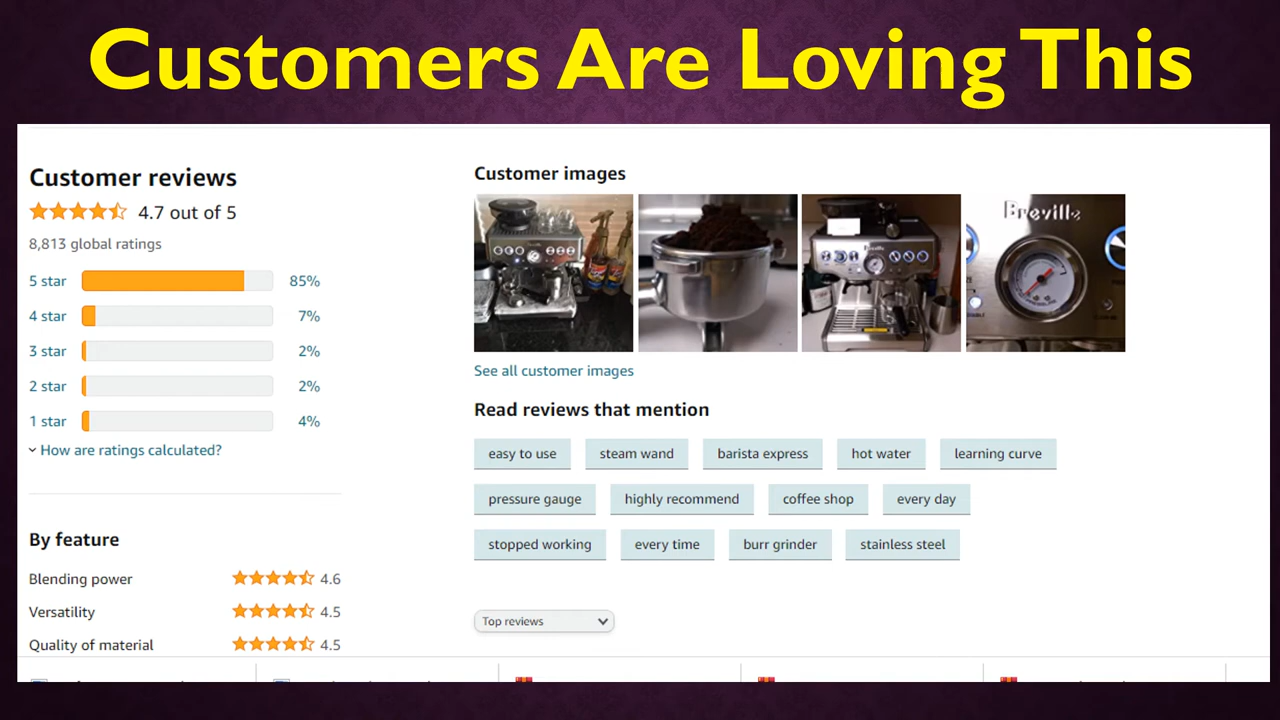 Customers Are Loving This
Customer reviews
4.7 out of 5
8,813 global ratings
5 star 85%
4 star 7%
3 star 2%
2 star 2%
1 star 4%
How are ratings calculated?
By feature
Blending power 4.6
Versatility 4.5
Quality of material 4.5
Customer images
Breville
Breville
See all customer images
Read reviews that mention
easy to use steam wand barista express hot water learning curve
pressure gauge highly recommend coffee shop every day
stopped working every time burr grinder stainless steel
Top reviews